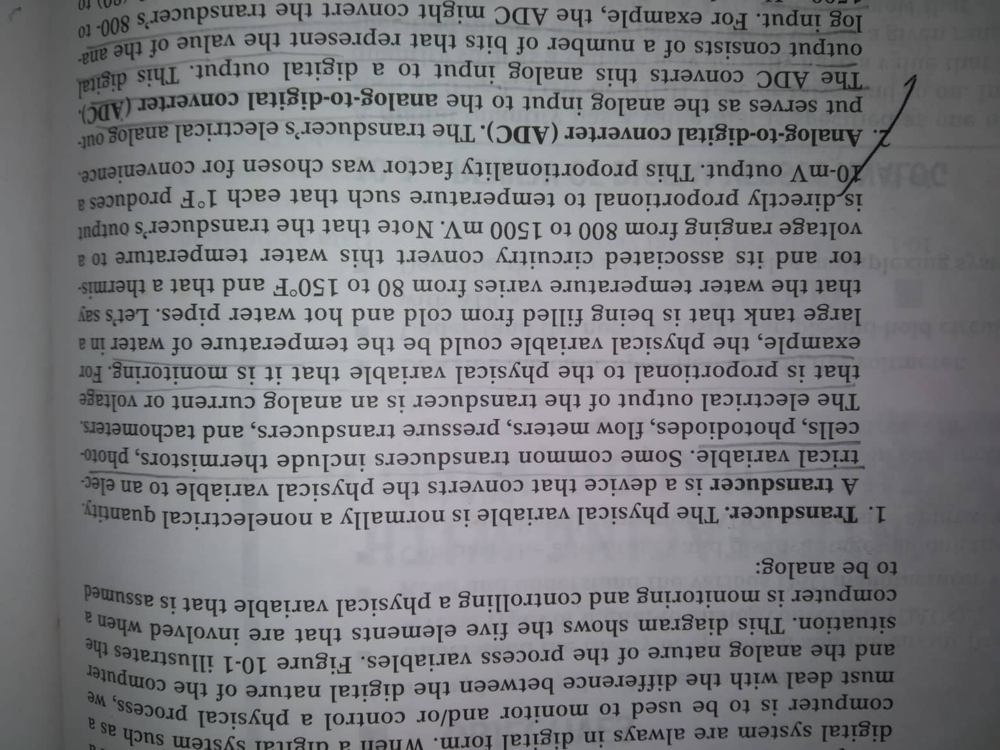 digital system are always in digital form. When a digital system such as a
computer is to be used to monitor and/or control a physical process, we
must deal with the difference between the digital nature of the computer
and the analog nature of the process variables. Figure 10-1 illustrates the
situation. This diagram shows the five elements that are involved when a
computer is monitoring and controlling a physical variable that is assumed
to be analog:
1. Transducer. The physical variable is normally a nonelectrical quantity.
A transducer is a device that converts the physical variable to an elec-
trical variable. Some common transducers include thermistors, photo-
cells, photodiodes, flow meters, pressure transducers, and tachometers.
The electrical output of the transducer is an analog current or voltage
that is proportional to the physical variable that it is monitoring. For
example, the physical variable could be the temperature of water in a
large tank that is being filled from cold and hot water pipes. Let's say
that the water temperature varies from 80 to 150°F and that a thermis-
tor and its associated circuitry convert this water temperature to a
voltage ranging from 800 to 1500 mV. Note that the transducer's output
is directly proportional to temperature such that each 1°F produces a
10-mV output. This proportionality factor was chosen for convenience.
2. Analog-to-digital converter (ADC). The transducer's electrical analog out-
put serves as the analog input to the analog-to-digital converter (ADC).
The ADC converts this analog input to a digital output. This digital
output consists of a number of bits that represent the value of the ana-
log input. For example, the ADC might convert the transducer's 800- to